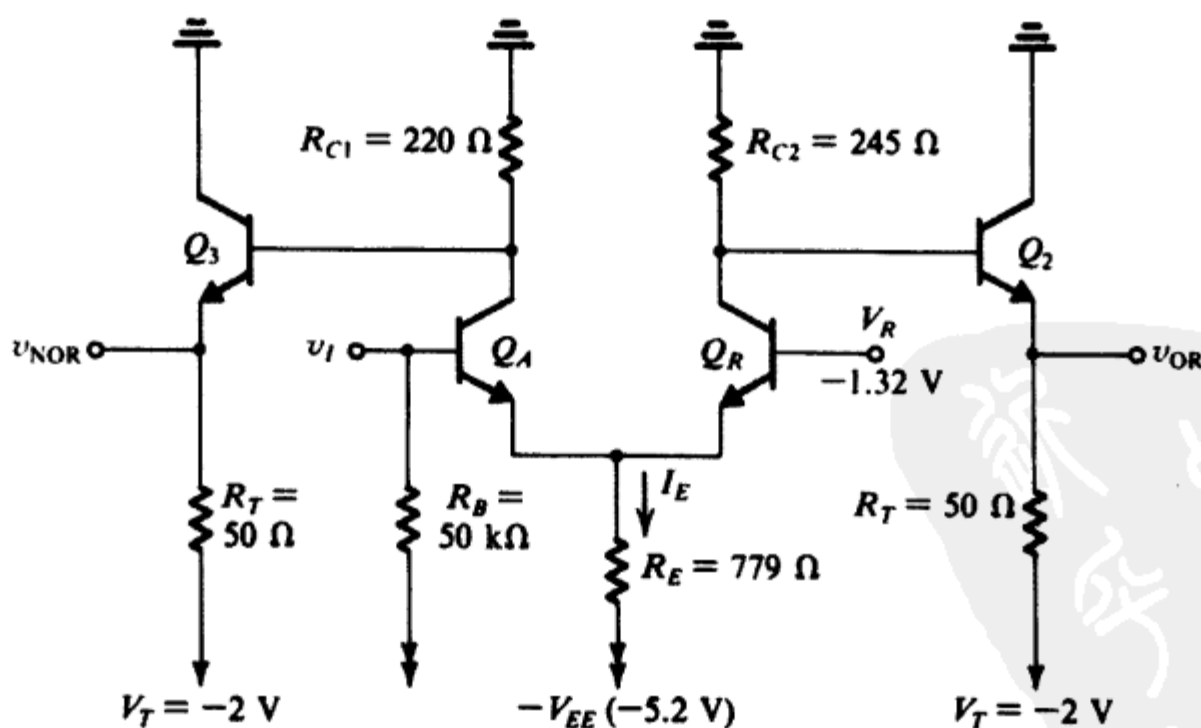 R_C1 = 220 Ω
R_C2 = 245 Ω
Q_3
Q_2
v_NOR
v_I
Q_A
Q_R
V_R
−1.32 V
v_OR
I_E
R_T =
50 Ω
R_B =
50 kΩ
R_E = 779 Ω
R_T = 50 Ω
V_T = −2 V
−V_EE (−5.2 V)
V_T = −2 V